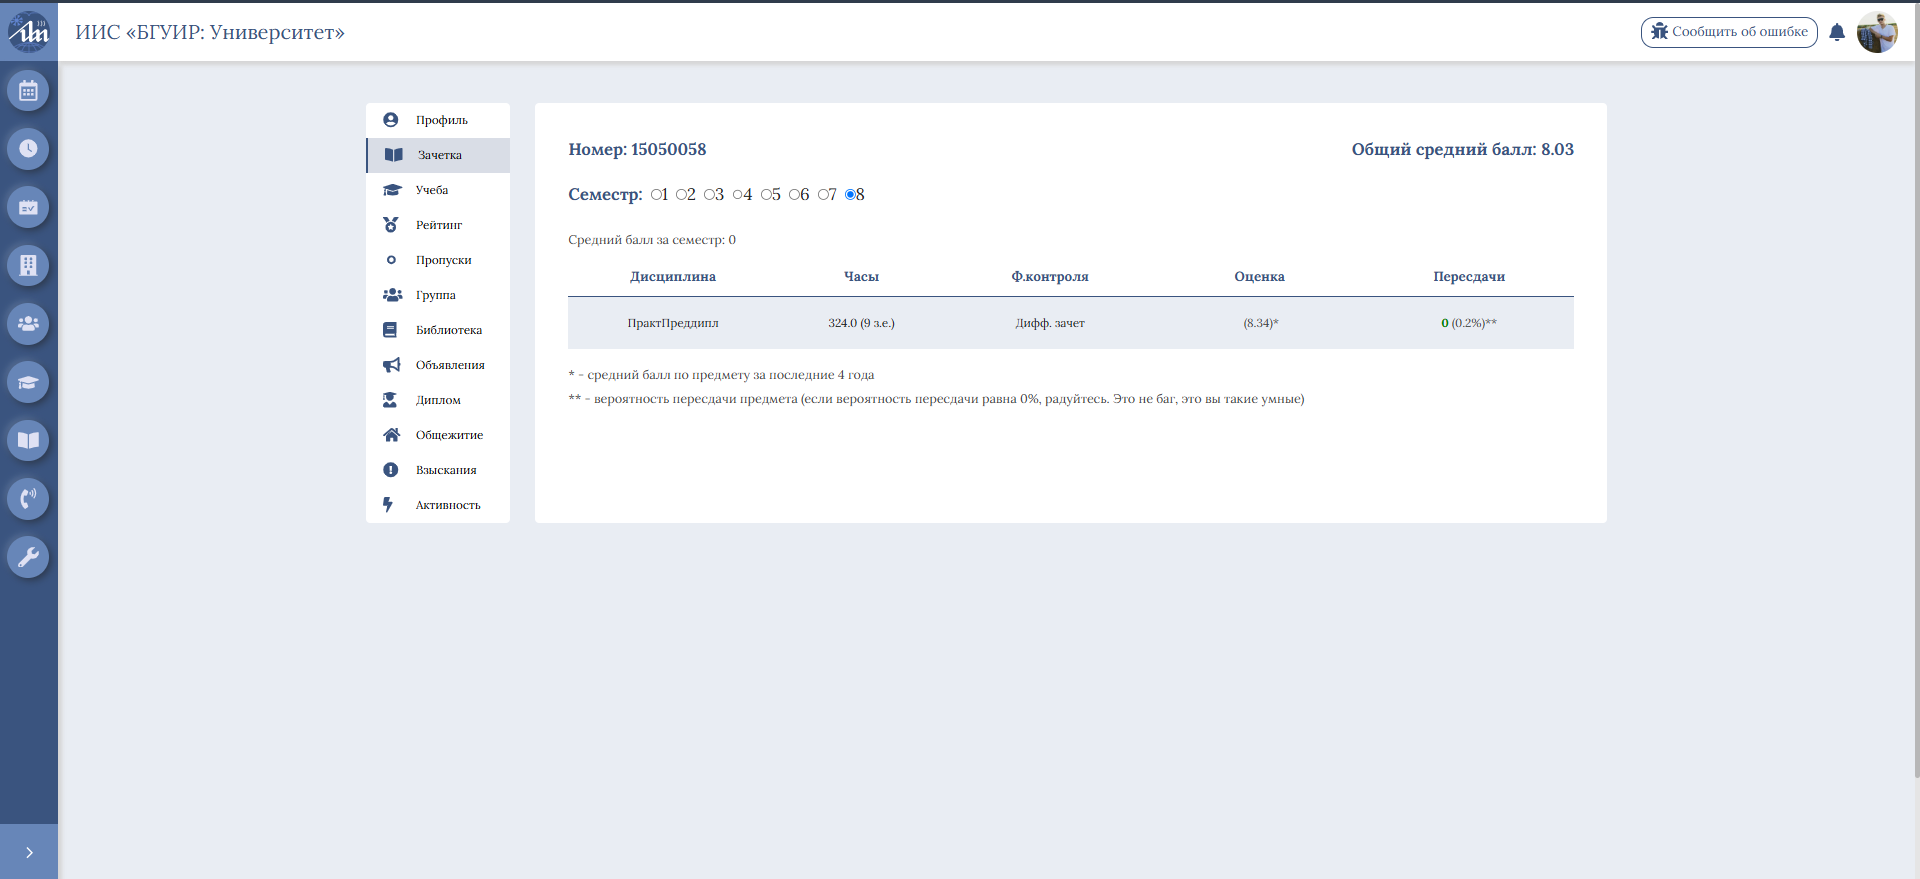 ИИС «БГУИР: Университет»
Сообщить об ошибке
Профиль
Зачетка
Учеба
Рейтинг
Пропуски
Группа
Библиотека
Объявления
Диплом
Общежитие
Взыскания
Активность
Номер: 15050058
Общий средний балл: 8.03
Семестр: 1 2 3 4 5 6 7 8
Средний балл за семестр: 0
Дисциплина Часы Ф.контроля Оценка Пересдачи
ПрактПреддипл 324.0 (9 з.е.) Дифф. зачет (8.34)* 0 (0.2%)**
* - средний балл по предмету за последние 4 года
** - вероятность пересдачи предмета (если вероятность пересдачи равна 0%, радуйтесь. Это не баг, это вы такие умные)